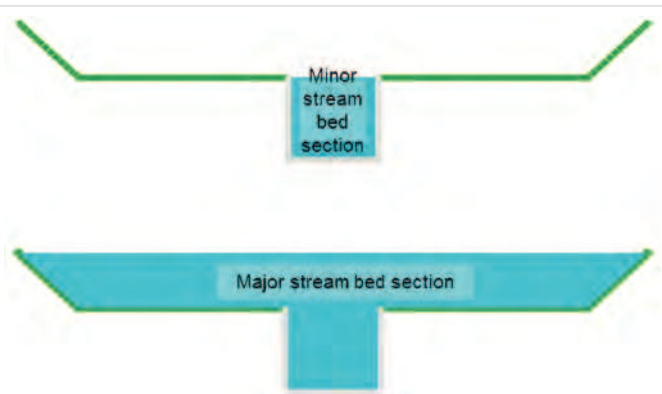 Minor
stream
bed
section
Major stream bed section